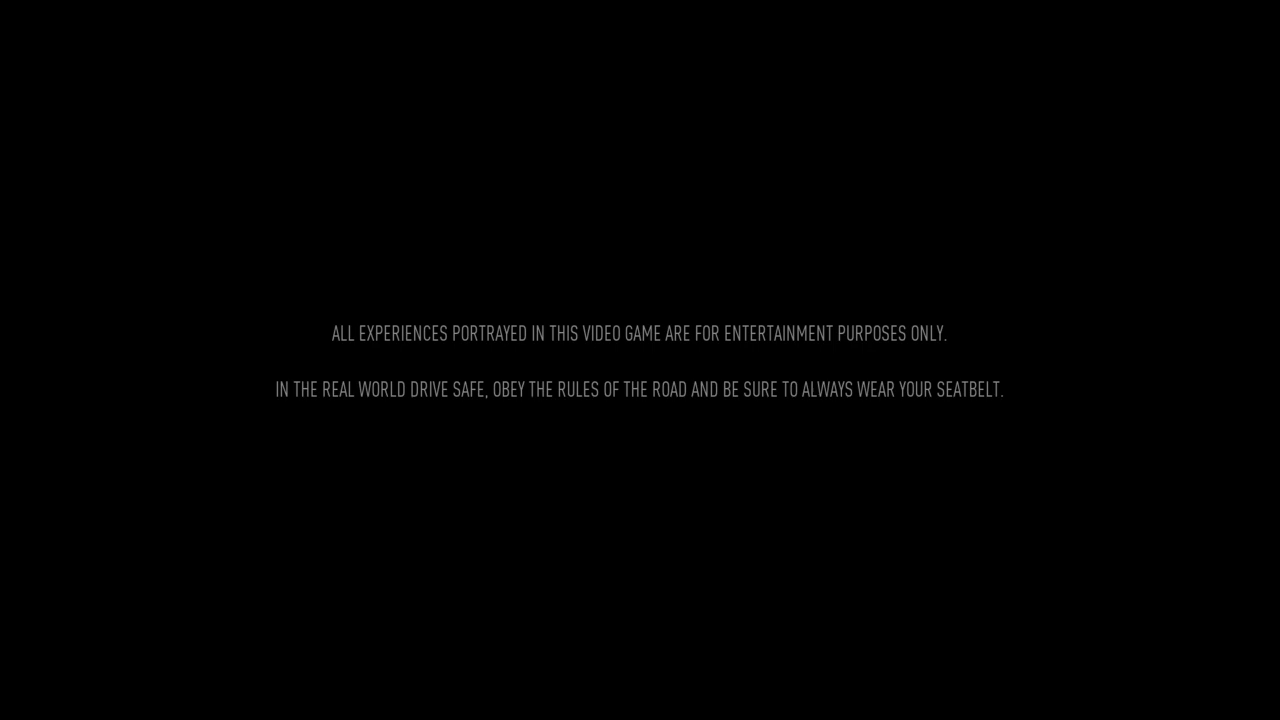 ALL EXPERIENCES PORTRAYED IN THIS VIDEO GAME ARE FOR ENTERTAINMENT PURPOSES ONLY.
IN THE REAL WORLD DRIVE SAFE, OBEY THE RULES OF THE ROAD AND BE SURE TO ALWAYS WEAR YOUR SEATBELT.